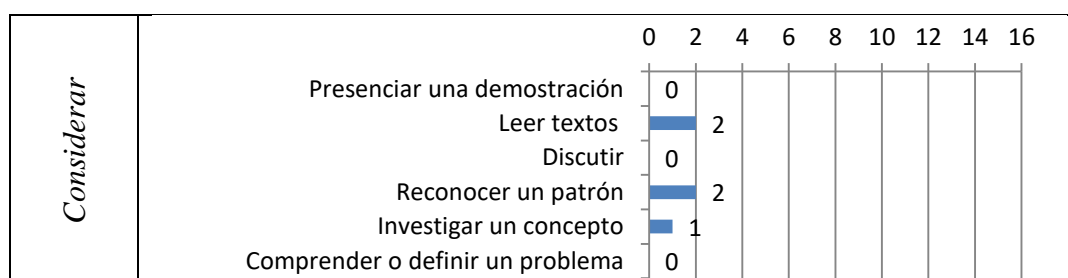 0 2 4 6 8 10 12 14 16
Considerar
Presenciar una demostración 0
Leer textos 2
Discutir 0
Reconocer un patrón 2
Investigar un concepto 1
Comprender o definir un problema 0